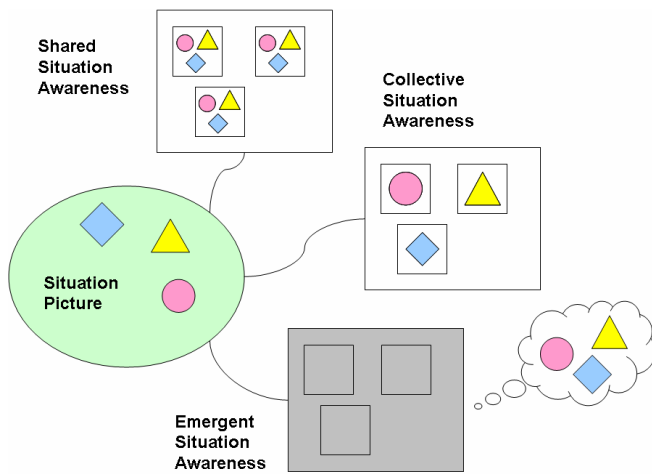 Shared
Situation
Awareness
Collective
Situation
Awareness
Situation
Picture
Emergent
Situation
Awareness